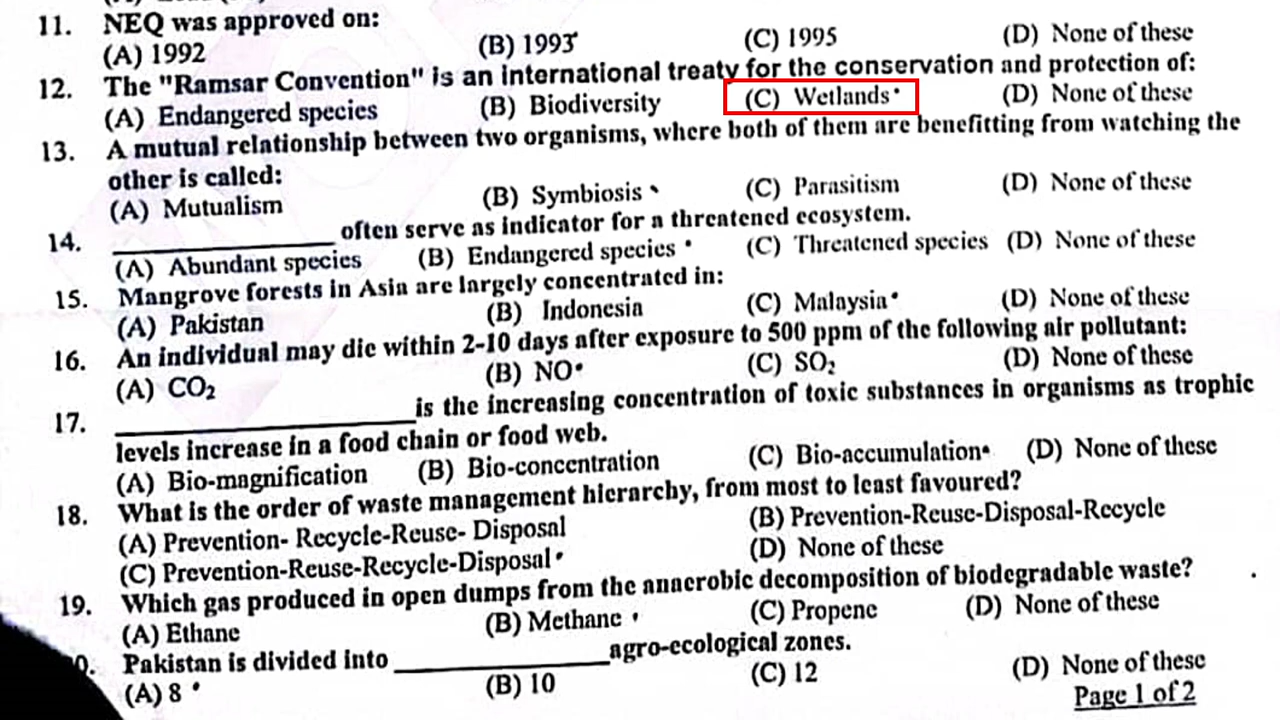 11. NEQ was approved on:
(A) 1992 (B) 1993 (C) 1995 (D) None of these
12. The "Ramsar Convention" is an international treaty for the conservation and protection of:
(A) Endangered species (B) Biodiversity (C) Wetlands (D) None of these
13. A mutual relationship between two organisms, where both of them are benefitting from watching the
other is called:
(A) Mutualism (B) Symbiosis (C) Parasitism (D) None of these
14. ____________ often serve as indicator for a threatened ecosystem.
(A) Abundant species (B) Endangered species (C) Threatened species (D) None of these
15. Mangrove forests in Asia are largely concentrated in:
(A) Pakistan (B) Indonesia (C) Malaysia (D) None of these
16. An individual may die within 2-10 days after exposure to 500 ppm of the following air pollutant:
(A) CO₂ (B) NO (C) SO₂ (D) None of these
17. ____________ is the increasing concentration of toxic substances in organisms as trophic
levels increase in a food chain or food web.
(A) Bio-magnification (B) Bio-concentration (C) Bio-accumulation (D) None of these
18. What is the order of waste management hierarchy, from most to least favoured?
(A) Prevention- Recycle-Reuse- Disposal (B) Prevention-Reuse-Disposal-Recycle
(C) Prevention-Reuse-Recycle-Disposal (D) None of these
19. Which gas produced in open dumps from the anaerobic decomposition of biodegradable waste?
(A) Ethane (B) Methane (C) Propene (D) None of these
0. Pakistan is divided into ____________ agro-ecological zones.
(A) 8 (B) 10 (C) 12 (D) None of these
Page 1 of 2